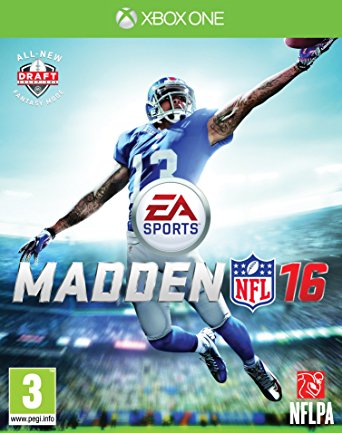 XBOX ONE
ALL-NEW
DRAFT
FANTASY MODE
13
EA
SPORTS
MADDEN NFL 16
3
www.pegi.info
NFLPA